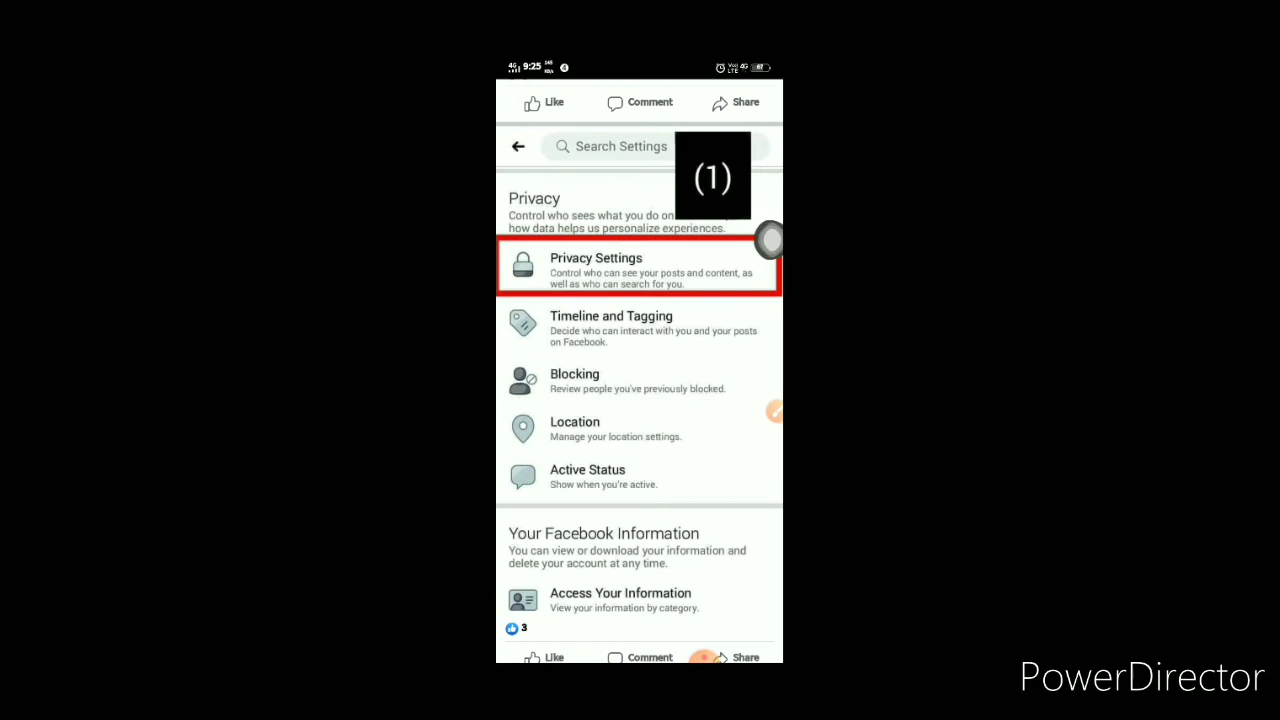 4G 9:25
Vo) LTE 4G 67
Like Comment Share
Search Settings
(1)
Privacy
Control who sees what you do on
how data helps us personalize experiences.
Privacy Settings
Control who can see your posts and content, as
well as who can search for you.
Timeline and Tagging
Decide who can interact with you and your posts
on Facebook.
Blocking
Review people you've previously blocked.
Location
Manage your location settings.
Active Status
Show when you're active.
Your Facebook Information
You can view or download your information and
delete your account at any time.
Access Your Information
View your information by category.
3
Like Comment Share
PowerDirector